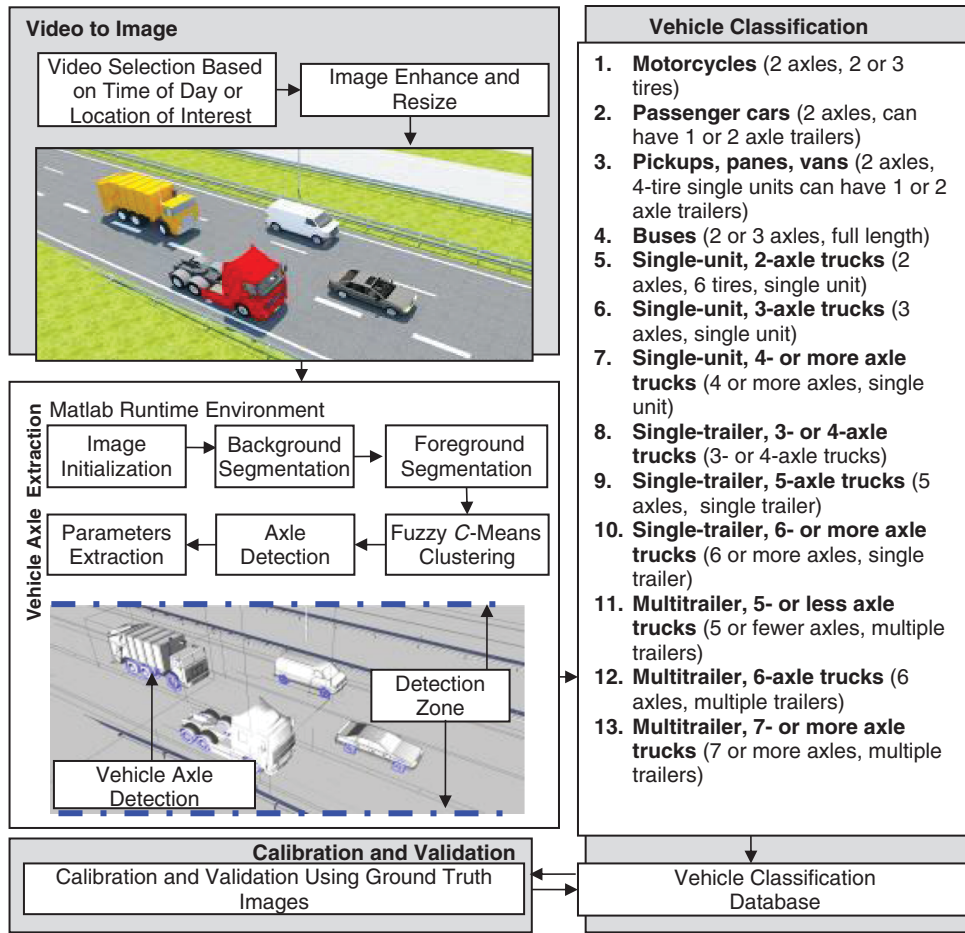 Video to Image
Video Selection Based
on Time of Day or
Location of Interest
Image Enhance and
Resize
Vehicle Axle Extraction
Matlab Runtime Environment
Image
Initialization
Background
Segmentation
Foreground
Segmentation
Parameters
Extraction
Axle
Detection
Fuzzy C-Means
Clustering
Detection
Zone
Vehicle Axle
Detection
Vehicle Classification
1. Motorcycles (2 axles, 2 or 3
tires)
2. Passenger cars (2 axles, can
have 1 or 2 axle trailers)
3. Pickups, panes, vans (2 axles,
4-tire single units can have 1 or 2
axle trailers)
4. Buses (2 or 3 axles, full length)
5. Single-unit, 2-axle trucks (2
axles, 6 tires, single unit)
6. Single-unit, 3-axle trucks (3
axles, single unit)
7. Single-unit, 4- or more axle
trucks (4 or more axles, single
unit)
8. Single-trailer, 3- or 4-axle
trucks (3- or 4-axle trucks)
9. Single-trailer, 5-axle trucks (5
axles, single trailer)
10. Single-trailer, 6- or more axle
trucks (6 or more axles, single
trailer)
11. Multitrailer, 5- or less axle
trucks (5 or fewer axles, multiple
trailers)
12. Multitrailer, 6-axle trucks (6
axles, multiple trailers)
13. Multitrailer, 7- or more axle
trucks (7 or more axles, multiple
trailers)
Calibration and Validation
Calibration and Validation Using Ground Truth
Images
Vehicle Classification
Database